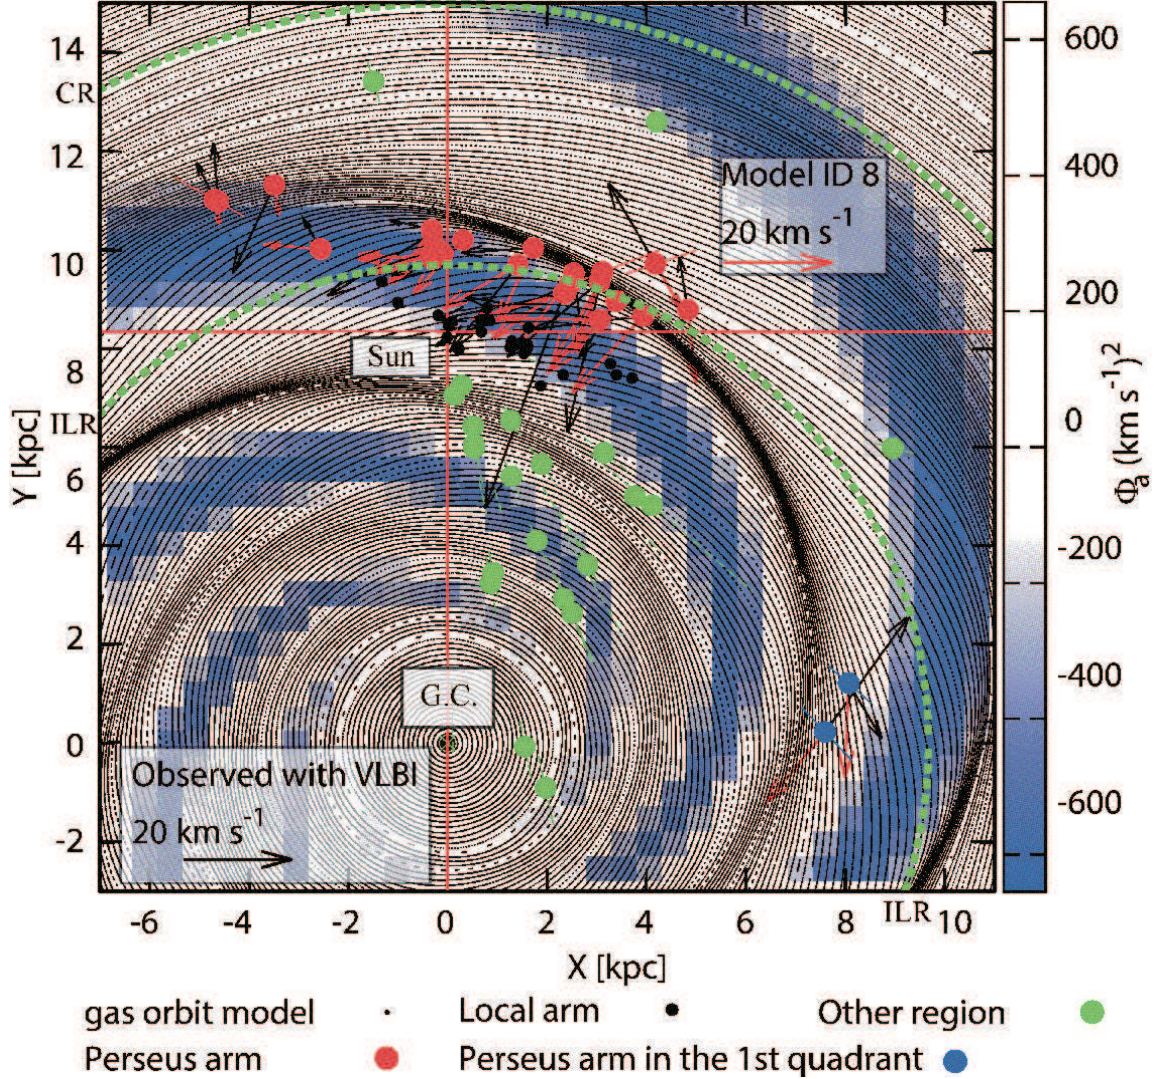 14
12
10
8
6
4
2
0
-2
CR
ILR
Y [kpc]
Model ID 8
20 km s-1
Sun
G.C.
Observed with VLBI
20 km s-1
600
400
200
0
-200
-400
-600
Φa (km s-1)2
-6
-4
-2
0
2
4
6
8
10
ILR
X [kpc]
gas orbit model
Local arm
Other region
Perseus arm
Perseus arm in the 1st quadrant